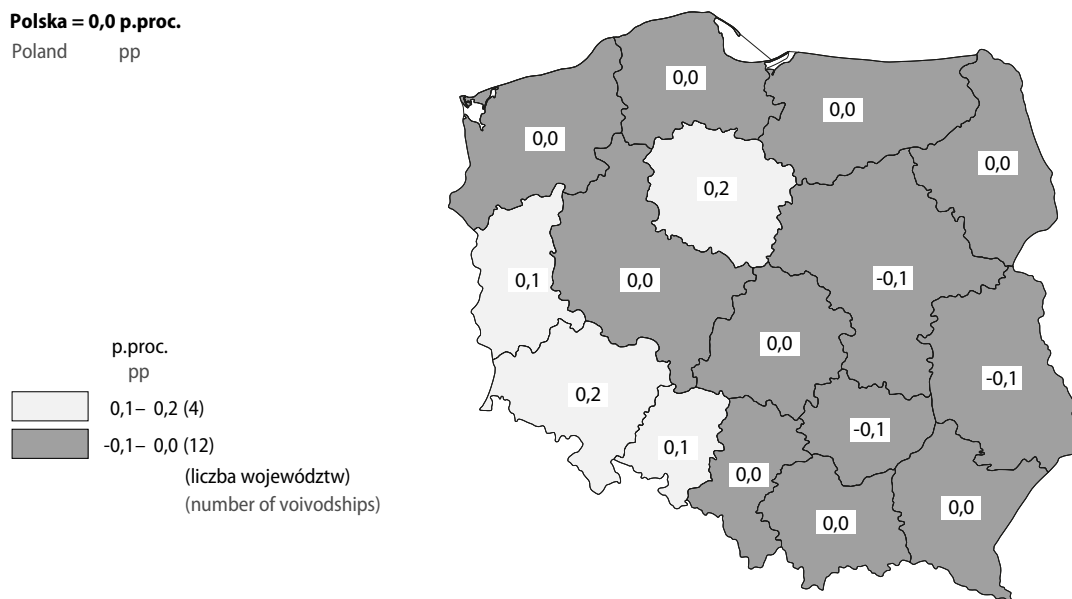 Polska = 0,0 p.proc.
Poland pp
0,0
0,0
0,0
0,0
0,2
0,1
0,0
-0,1
0,0
-0,1
0,2
-0,1
0,1
0,0
0,0
0,0
p.proc.
pp
0,1– 0,2 (4)
-0,1– 0,0 (12)
(liczba województw)
(number of voivodships)